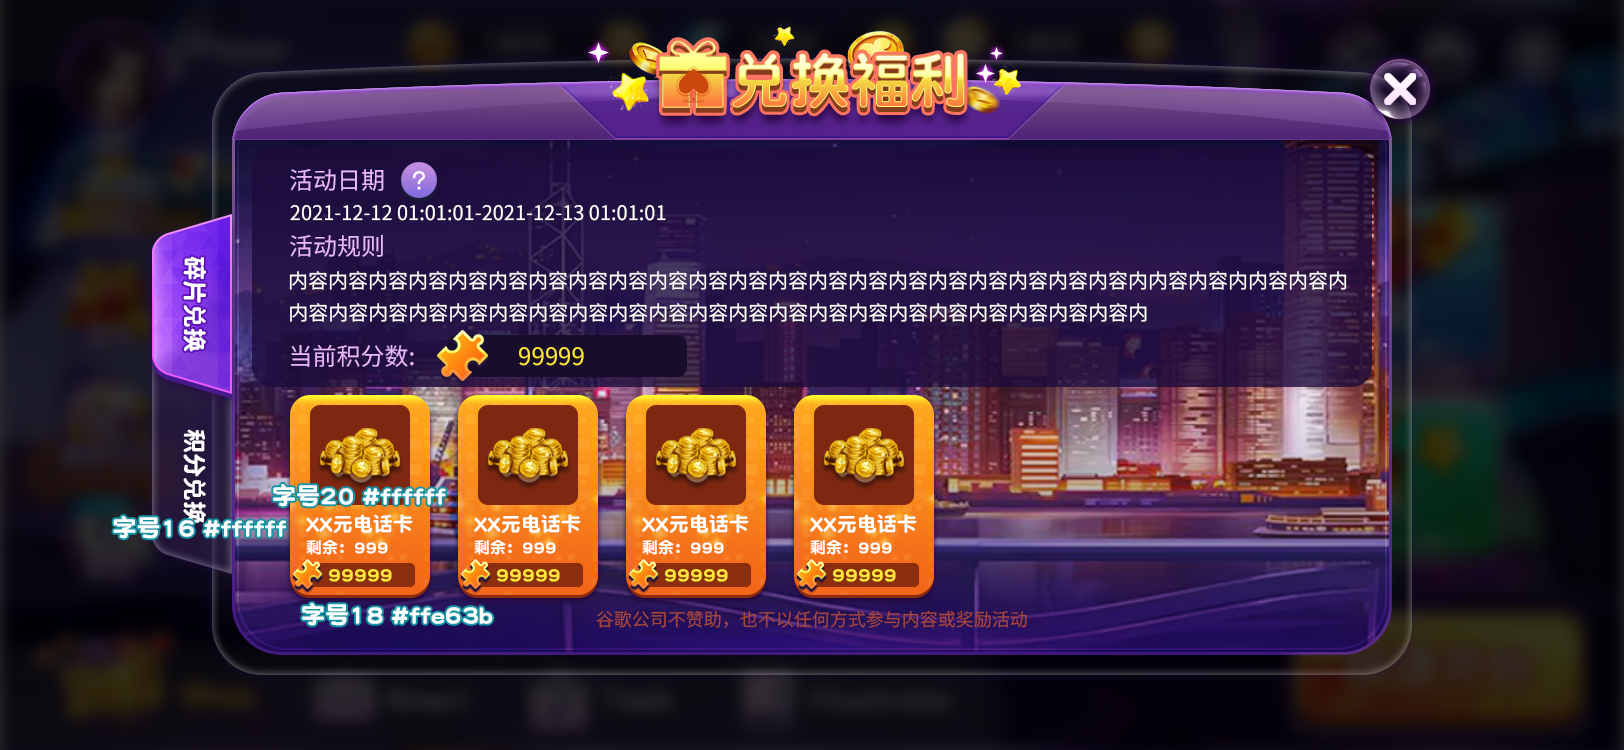 兑换福利
活动日期 ?
2021-12-12 01:01:01-2021-12-13 01:01:01
活动规则
内容内容内容内容内容内容内容内容内容内容内容内容内容内容内容内容内容内容内容内容内容内内容内容内内容内容内
内容内容内容内容内容内容内容内容内容内容内容内容内容内容内容内容内容内容内容内容内容内
当前积分数: 99999
碎片兑换
积分兑换
字号20 #ffffff
字号16 #ffffff
XX元电话卡 XX元电话卡 XX元电话卡 XX元电话卡
剩余：999 剩余：999 剩余：999 剩余：999
99999 99999 99999 99999
字号18 #ffe63b
谷歌公司不赞助，也不以任何方式参与内容或奖励活动